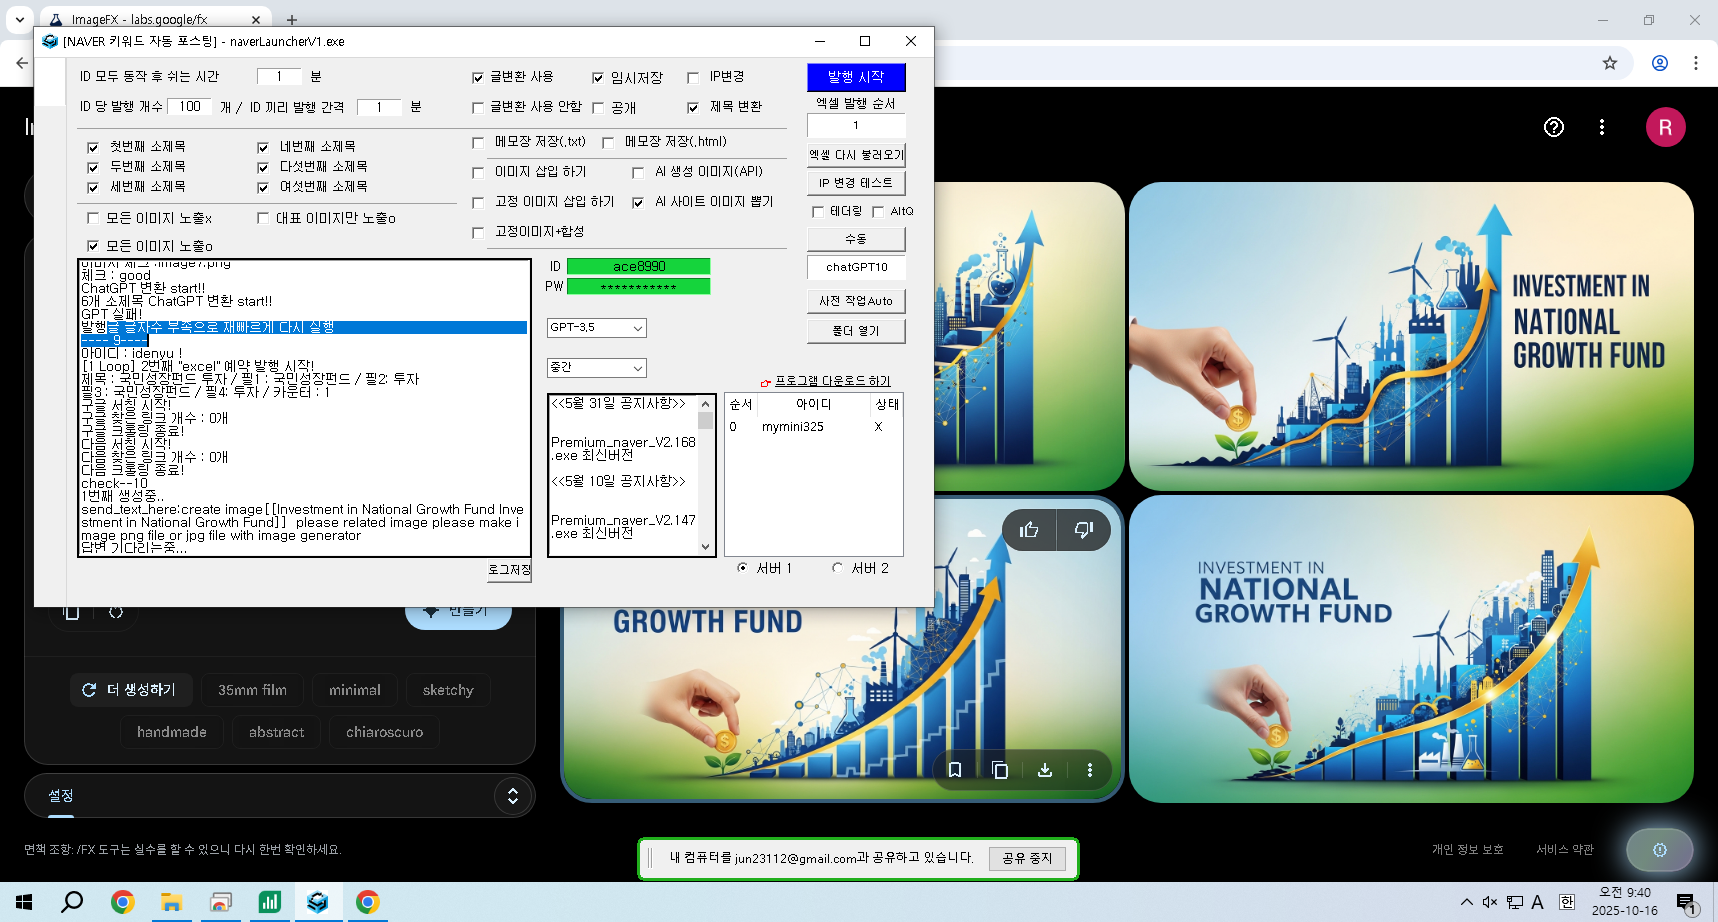 ImageFX - labs.google/fx
[NAVER 키워드 자동 포스팅] - naverLauncherV1.exe
ID 모두 동작 후 쉬는 시간 1 분
ID 당 발행 개수 100 개 / ID 끼리 발행 간격 1 분
글변환 사용 임시저장 IP변경
글변환 사용 안함 공개 제목 변환
메모장 저장(.txt) 메모장 저장(.html)
첫번째 소제목 네번째 소제목
두번째 소제목 다섯번째 소제목
세번째 소제목 여섯번째 소제목
이미지 삽입 하기 AI 생성 이미지(API)
고정 이미지 삽입 하기 AI 사이트 이미지 뽑기
고정이미지+합성
모든 이미지 노출x 대표 이미지만 노출o
모든 이미지 노출o
발행 시작
엑셀 발행 순서
1
엑셀 다시 불러오기
IP 변경 테스트
테더링 AltQ
수동
chatGPT10
사전 작업Auto
폴더 열기
ID ace8990
PW ***********
GPT-3.5
중간
이미지 체크 :image7.png
체크 : good
ChatGPT 변환 start!!
6개 소제목 ChatGPT 변환 start!!
GPT 실패!
발행글 글자수 부족으로 재빠르게 다시 실행
---- 9----
아이디 : idenyu !
[1 Loop] 2번째 "excel" 예약 발행 시작!
제목 : 국민성장펀드 투자 / 필1 : 국민성장펀드 / 필2: 투자
필3 : 국민성장펀드 / 필4: 투자 / 카운터 : 1
구글 서칭 시작!
구글 찾은 링크 개수 : 0개
구글 크롤링 종료!
다음 서칭 시작!
다음 찾은 링크 개수 : 0개
다음 크롤링 종료!
check--10
1번째 생성중..
send_text_here:create image[[Investment in National Growth Fund Inve
stment in National Growth Fund]] please related image please make i
mage png file or jpg file with image generator
답변 기다리는중...
로그저장
<<5월 31일 공지사항>>
Premium_naver_V2.168
.exe 최신버전
<<5월 10일 공지사항>>
Premium_naver_V2.147
.exe 최신버전
프로그램 다운로드 하기
순서 아이디 상태
0 mymini325 X
서버 1 서버 2
R
INVESTMENT IN
NATIONAL
GROWTH FUND
GROWTH FUND
INVESTMENT IN
NATIONAL
GROWTH FUND
만들기
더 생성하기 35mm film minimal sketchy
handmade abstract chiaroscuro
설정
면책 조항: /FX 도구는 실수를 할 수 있으니 다시 한번 확인하세요.
개인 정보 보호 서비스 약관
내 컴퓨터를 jun23112@gmail.com과 공유하고 있습니다.
공유 중지
A 한
오전 9:40
2025-10-16
1